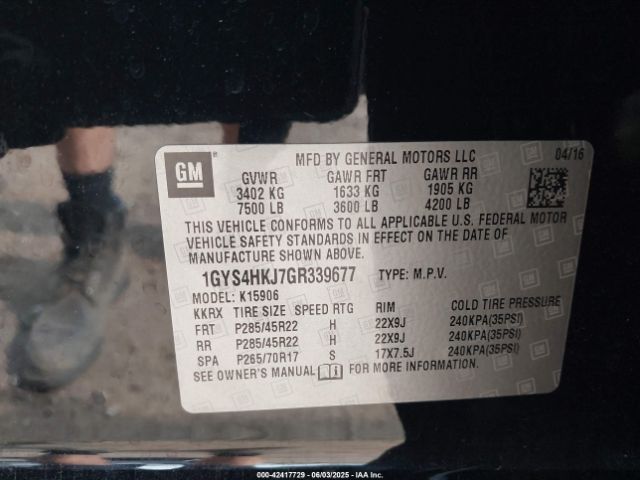 GM
MFD BY GENERAL MOTORS LLC 04/16
GVWR GAWR FRT GAWR RR
3402 KG 1633 KG 1905 KG
7500 LB 3600 LB 4200 LB
THIS VEHICLE CONFORMS TO ALL APPLICABLE U.S. FEDERAL MOTOR
VEHICLE SAFETY STANDARDS IN EFFECT ON THE DATE OF
MANUFACTURE SHOWN ABOVE.
1GYS4HKJ7GR339677 TYPE: M.P.V.
MODEL: K15906
KKRX TIRE SIZE SPEED RTG RIM COLD TIRE PRESSURE
FRT P285/45R22 H 22X9J 240KPA(35PSI)
RR P285/45R22 H 22X9J 240KPA(35PSI)
SPA P265/70R17 S 17X7.5J 240KPA(35PSI)
SEE OWNER'S MANUAL FOR MORE INFORMATION.
000-42417729 - 06/03/2025 - IAA Inc.